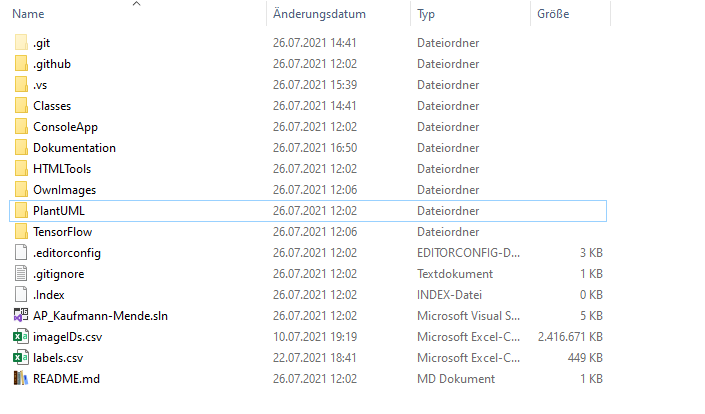 Name Änderungsdatum Typ Größe
.git 26.07.2021 14:41 Dateiordner
.github 26.07.2021 12:02 Dateiordner
.vs 26.07.2021 15:39 Dateiordner
Classes 26.07.2021 14:41 Dateiordner
ConsoleApp 26.07.2021 12:02 Dateiordner
Dokumentation 26.07.2021 16:50 Dateiordner
HTMLTools 26.07.2021 12:02 Dateiordner
OwnImages 26.07.2021 12:06 Dateiordner
PlantUML 26.07.2021 12:02 Dateiordner
TensorFlow 26.07.2021 12:06 Dateiordner
.editorconfig 26.07.2021 12:02 EDITORCONFIG-D... 3 KB
.gitignore 26.07.2021 12:02 Textdokument 1 KB
.Index 26.07.2021 12:02 INDEX-Datei 0 KB
AP_Kaufmann-Mende.sln 26.07.2021 12:02 Microsoft Visual S... 5 KB
imageIDs.csv 10.07.2021 19:19 Microsoft Excel-C... 2.416.671 KB
labels.csv 22.07.2021 18:41 Microsoft Excel-C... 449 KB
README.md 26.07.2021 12:02 MD Dokument 1 KB